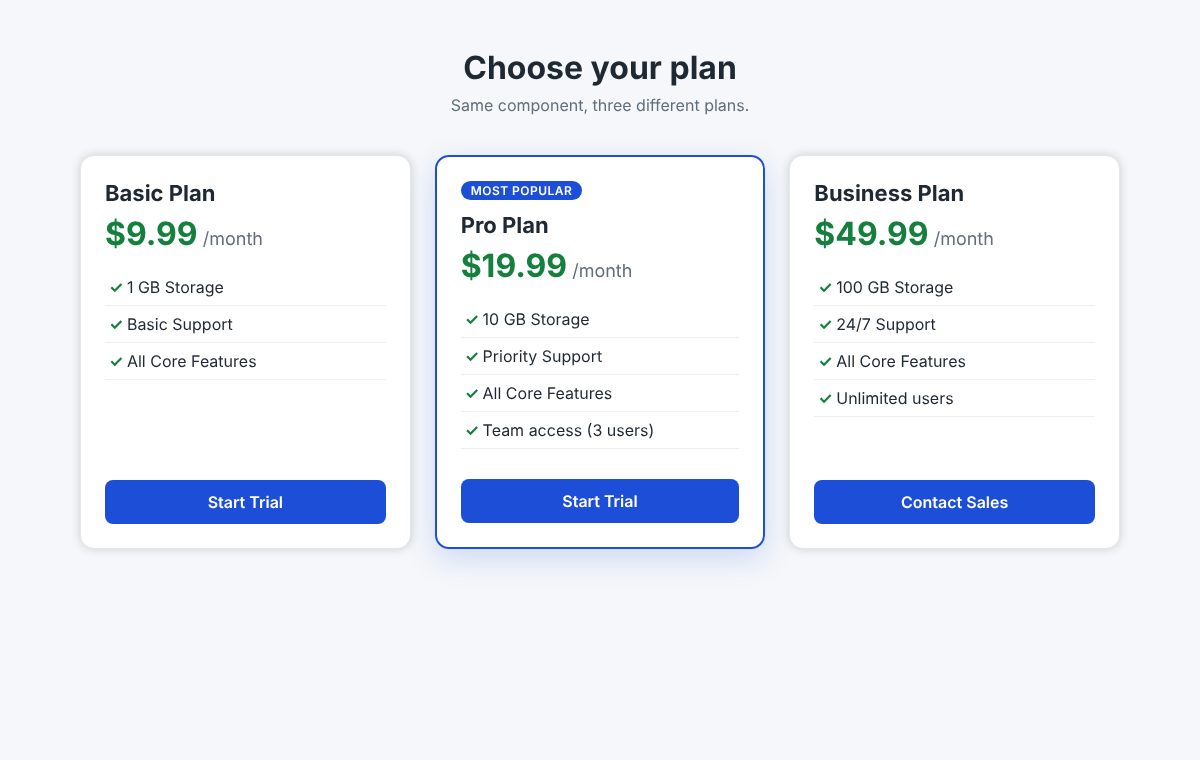 Choose your plan
Same component, three different plans.
Basic Plan
$9.99 /month
✓ 1 GB Storage
✓ Basic Support
✓ All Core Features
Start Trial
MOST POPULAR
Pro Plan
$19.99 /month
✓ 10 GB Storage
✓ Priority Support
✓ All Core Features
✓ Team access (3 users)
Start Trial
Business Plan
$49.99 /month
✓ 100 GB Storage
✓ 24/7 Support
✓ All Core Features
✓ Unlimited users
Contact Sales